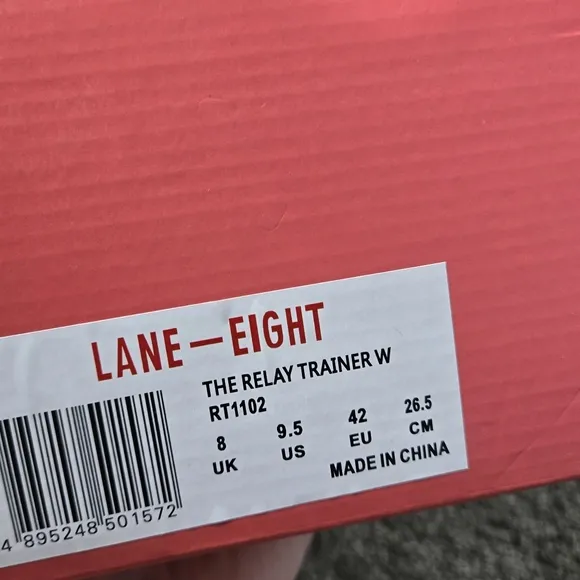 LANE—EIGHT
THE RELAY TRAINER W
RT1102
8 9.5 42 26.5
UK US EU CM
MADE IN CHINA
4 895248 501572